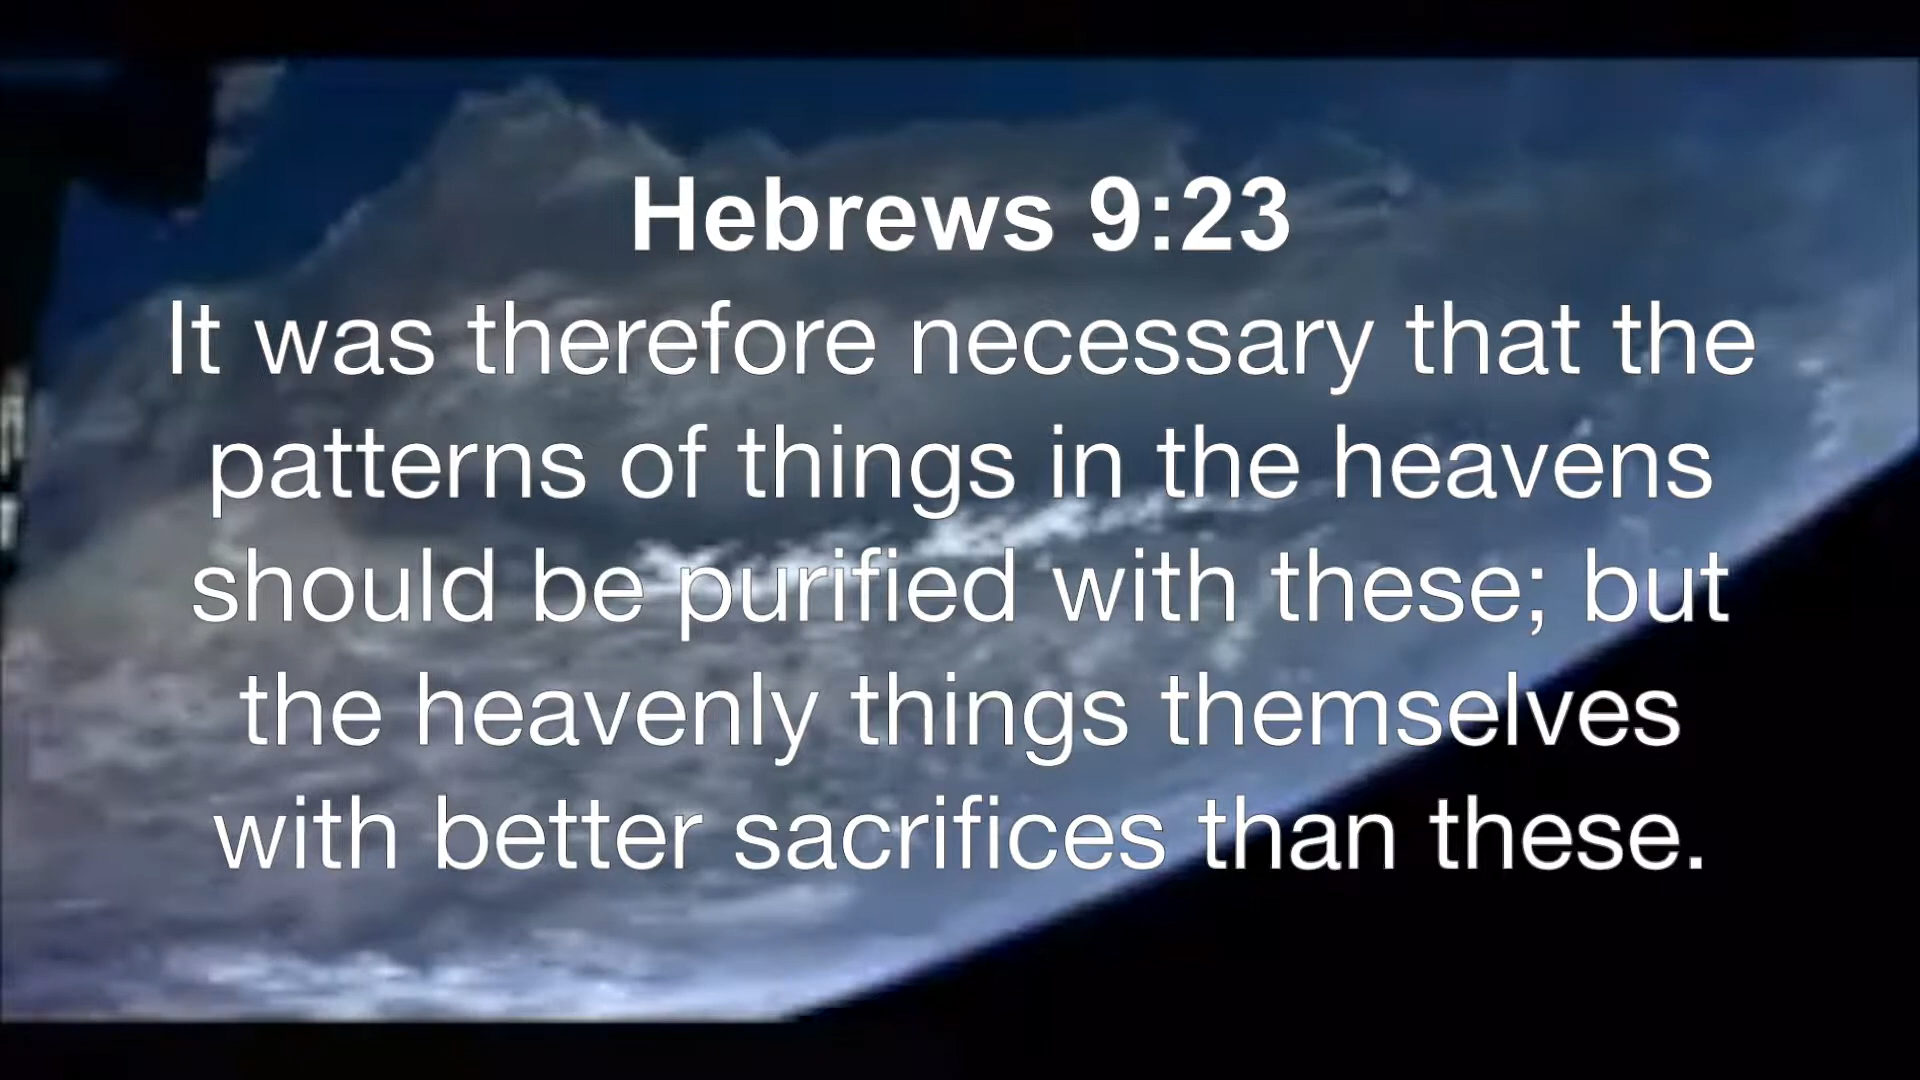 Hebrews 9:23
It was therefore necessary that the
patterns of things in the heavens
should be purified with these; but
the heavenly things themselves
with better sacrifices than these.